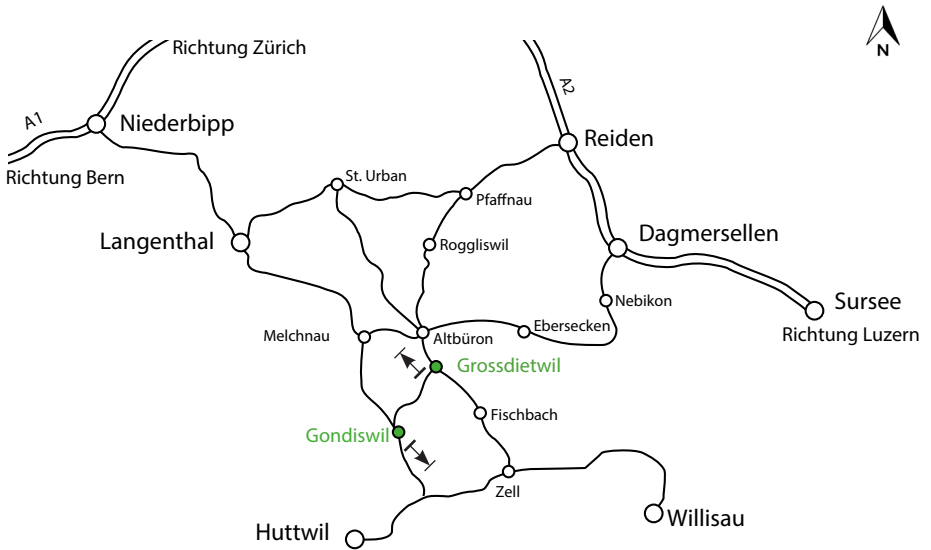 Richtung Zürich
N
A1
A2
Niederbipp
Reiden
Richtung Bern
St. Urban
Pfaffnau
Langenthal
Roggliswil
Dagmersellen
Nebikon
Sursee
Richtung Luzern
Ebersecken
Melchnau
Altbüron
Grossdietwil
Fischbach
Gondiswil
Zell
Willisau
Huttwil